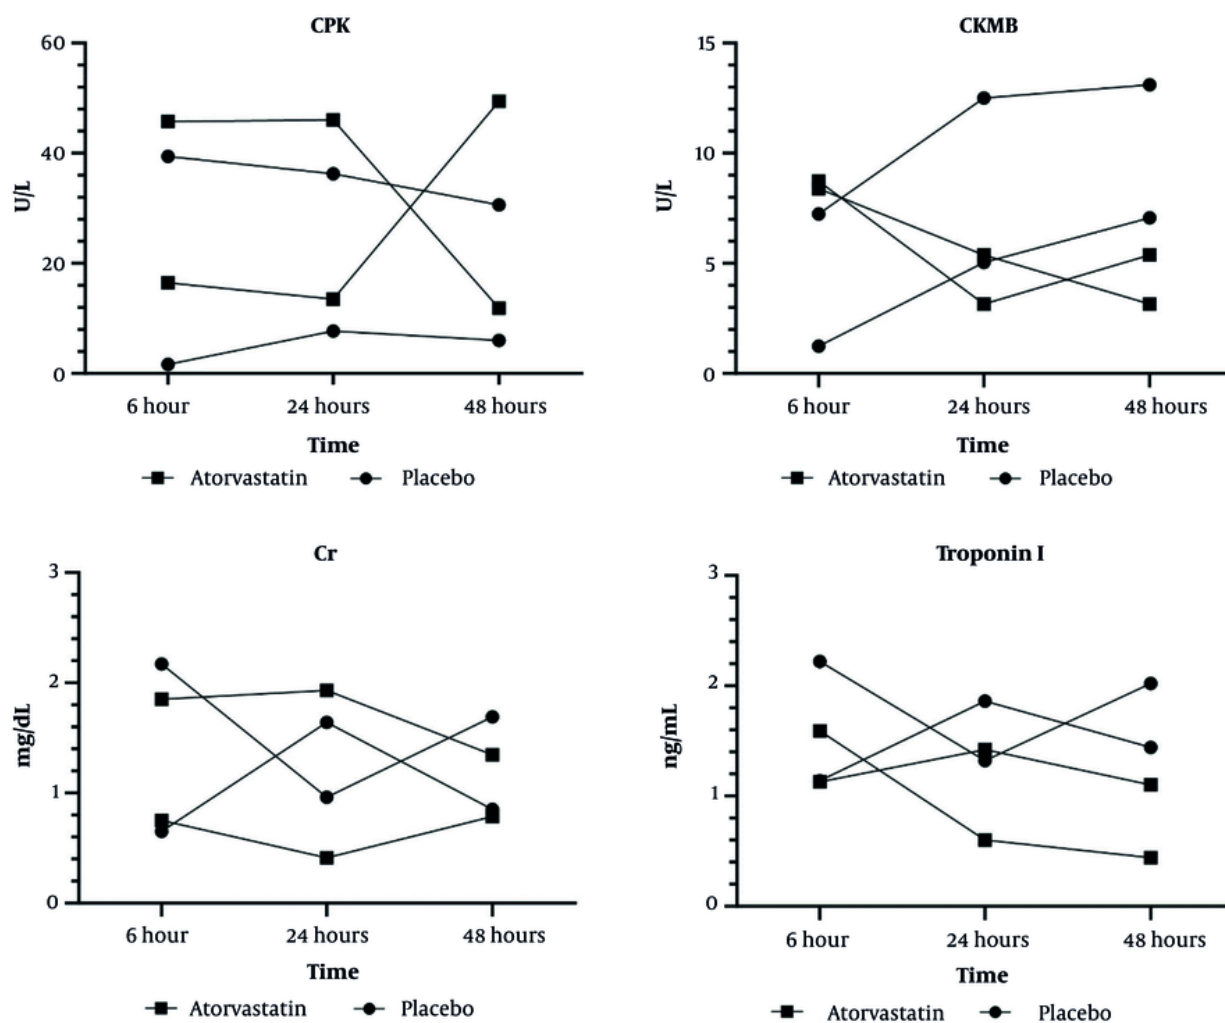 CPK
60
40
20
0
U/L
6 hour 24 hours 48 hours
Time
Atorvastatin Placebo
CKMB
15
10
5
0
U/L
6 hour 24 hours 48 hours
Time
Atorvastatin Placebo
Cr
3
2
1
0
mg/dL
6 hour 24 hours 48 hours
Time
Atorvastatin Placebo
Troponin I
3
2
1
0
ng/mL
6 hour 24 hours 48 hours
Time
Atorvastatin Placebo